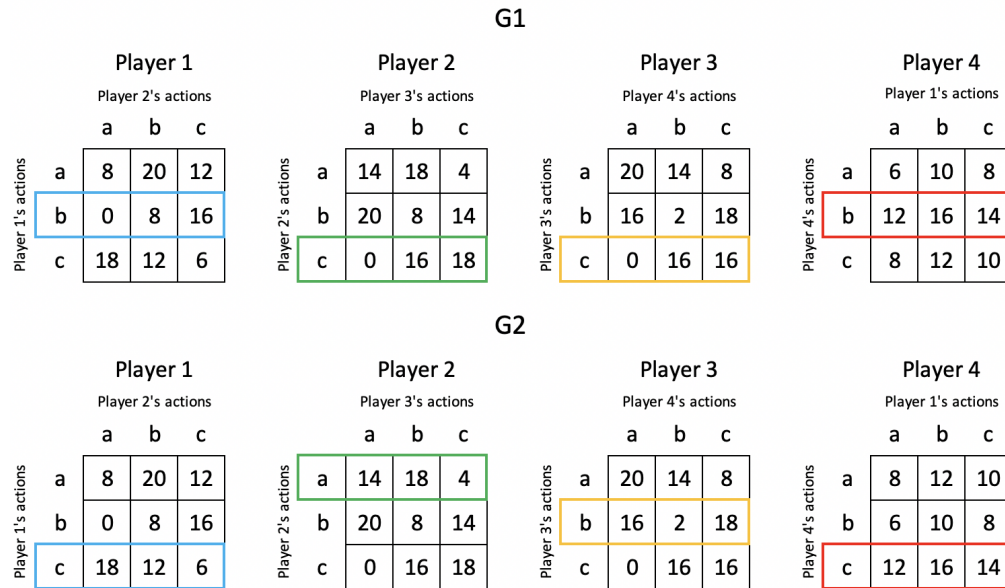 G1
Player 1 Player 2 Player 3 Player 4
Player 2's actions Player 3's actions Player 4's actions Player 1's actions
a b c a b c a b c a b c
Player 1's actions Player 2's actions Player 3's actions Player 4's actions
a 8 20 12 a 14 18 4 a 20 14 8 a 6 10 8
b 0 8 16 b 20 8 14 b 16 2 18 b 12 16 14
c 18 12 6 c 0 16 18 c 0 16 16 c 8 12 10
G2
Player 1 Player 2 Player 3 Player 4
Player 2's actions Player 3's actions Player 4's actions Player 1's actions
a b c a b c a b c a b c
Player 1's actions Player 2's actions Player 3's actions Player 4's actions
a 8 20 12 a 14 18 4 a 20 14 8 a 8 12 10
b 0 8 16 b 20 8 14 b 16 2 18 b 6 10 8
c 18 12 6 c 0 16 18 c 0 16 16 c 12 16 14